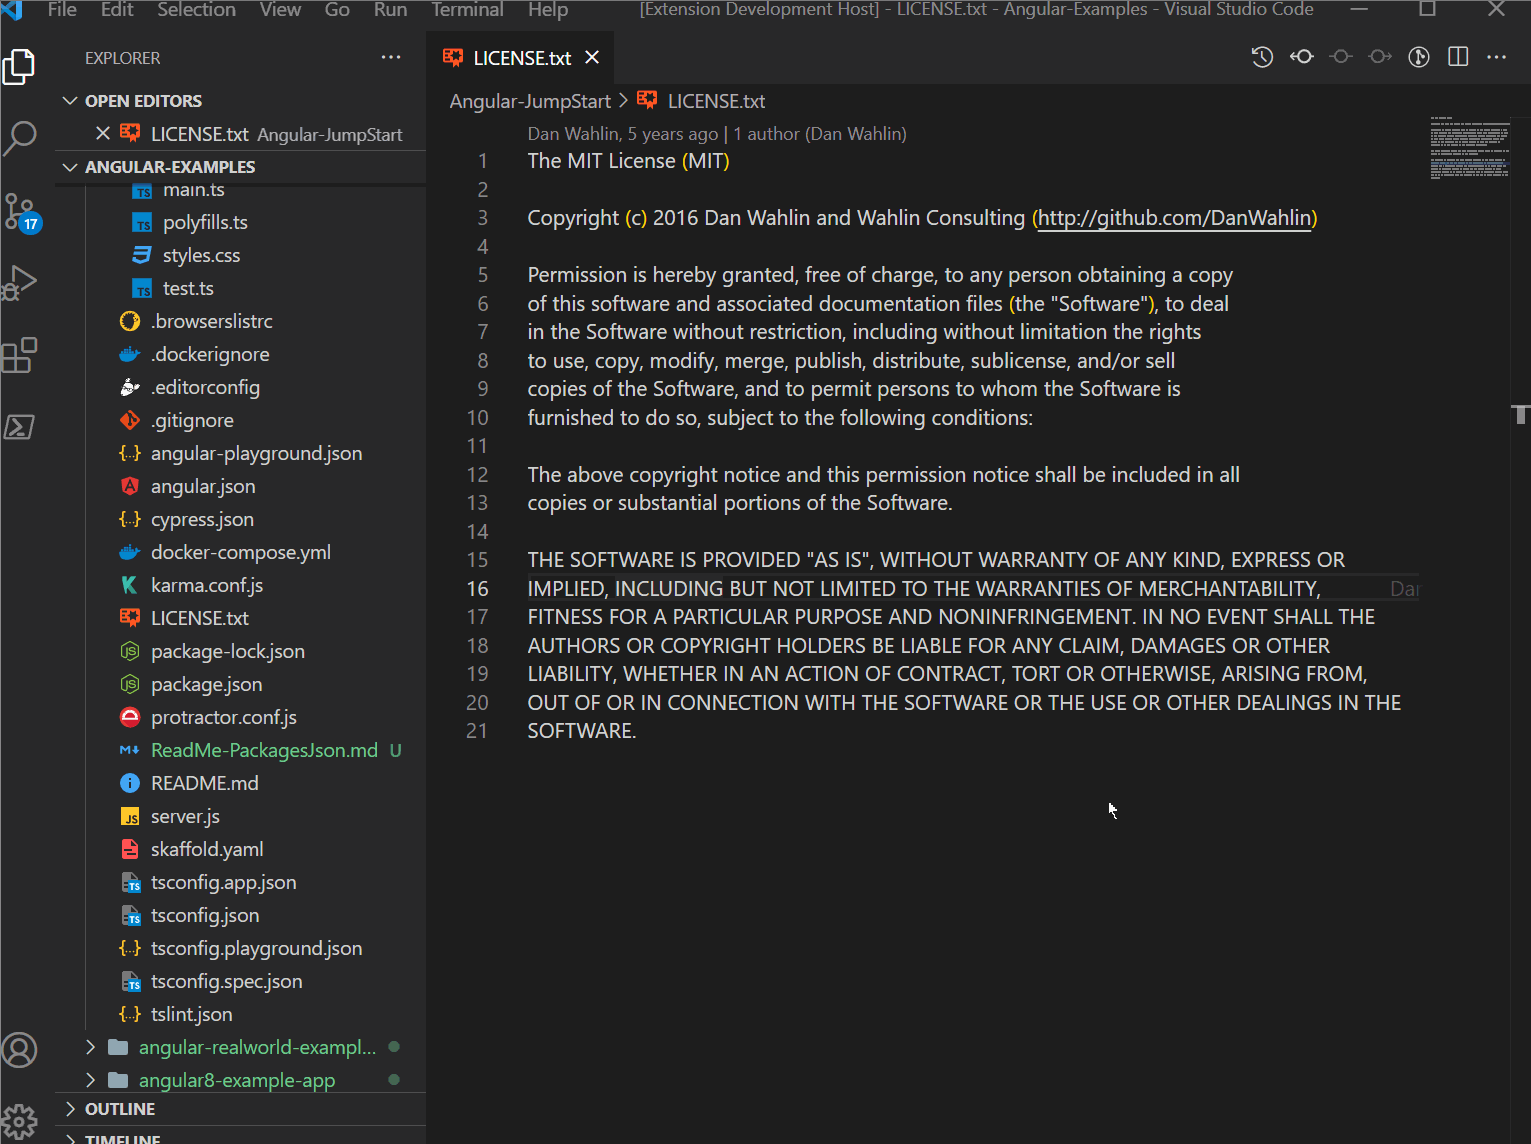 File Edit Selection View Go Run Terminal Help [Extension Development Host] - LICENSE.txt - Angular-Examples - Visual Studio Code
EXPLORER
OPEN EDITORS
LICENSE.txt Angular-JumpStart
ANGULAR-EXAMPLES
TS main.ts
TS polyfills.ts
styles.css
TS test.ts
.browserslistrc
.dockerignore
.editorconfig
.gitignore
{..} angular-playground.json
angular.json
{..} cypress.json
docker-compose.yml
karma.conf.js
LICENSE.txt
package-lock.json
package.json
protractor.conf.js
ReadMe-PackagesJson.md U
README.md
JS server.js
skaffold.yaml
TS tsconfig.app.json
TS tsconfig.json
{..} tsconfig.playground.json
TS tsconfig.spec.json
{..} tslint.json
angular-realworld-exampl...
angular8-example-app
OUTLINE
TIMELINE
17
LICENSE.txt
Angular-JumpStart > LICENSE.txt
Dan Wahlin, 5 years ago | 1 author (Dan Wahlin)
1 The MIT License (MIT)
2
3 Copyright (c) 2016 Dan Wahlin and Wahlin Consulting (http://github.com/DanWahlin)
4
5 Permission is hereby granted, free of charge, to any person obtaining a copy
6 of this software and associated documentation files (the "Software"), to deal
7 in the Software without restriction, including without limitation the rights
8 to use, copy, modify, merge, publish, distribute, sublicense, and/or sell
9 copies of the Software, and to permit persons to whom the Software is
10 furnished to do so, subject to the following conditions:
11
12 The above copyright notice and this permission notice shall be included in all
13 copies or substantial portions of the Software.
14
15 THE SOFTWARE IS PROVIDED "AS IS", WITHOUT WARRANTY OF ANY KIND, EXPRESS OR
16 IMPLIED, INCLUDING BUT NOT LIMITED TO THE WARRANTIES OF MERCHANTABILITY, Dan
17 FITNESS FOR A PARTICULAR PURPOSE AND NONINFRINGEMENT. IN NO EVENT SHALL THE
18 AUTHORS OR COPYRIGHT HOLDERS BE LIABLE FOR ANY CLAIM, DAMAGES OR OTHER
19 LIABILITY, WHETHER IN AN ACTION OF CONTRACT, TORT OR OTHERWISE, ARISING FROM,
20 OUT OF OR IN CONNECTION WITH THE SOFTWARE OR THE USE OR OTHER DEALINGS IN THE
21 SOFTWARE.